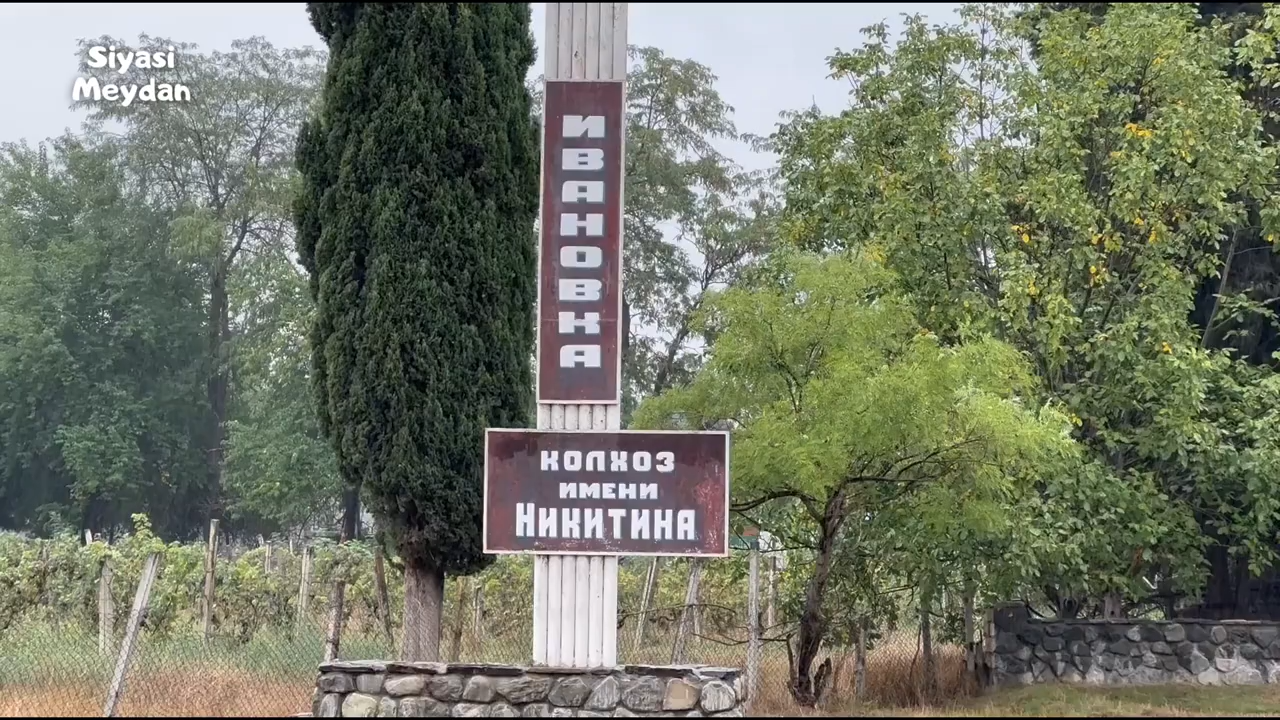 Siyasi
Meydan
ИВАНОВКА
КОЛХОЗ
ИМЕНИ
НИКИТИНА